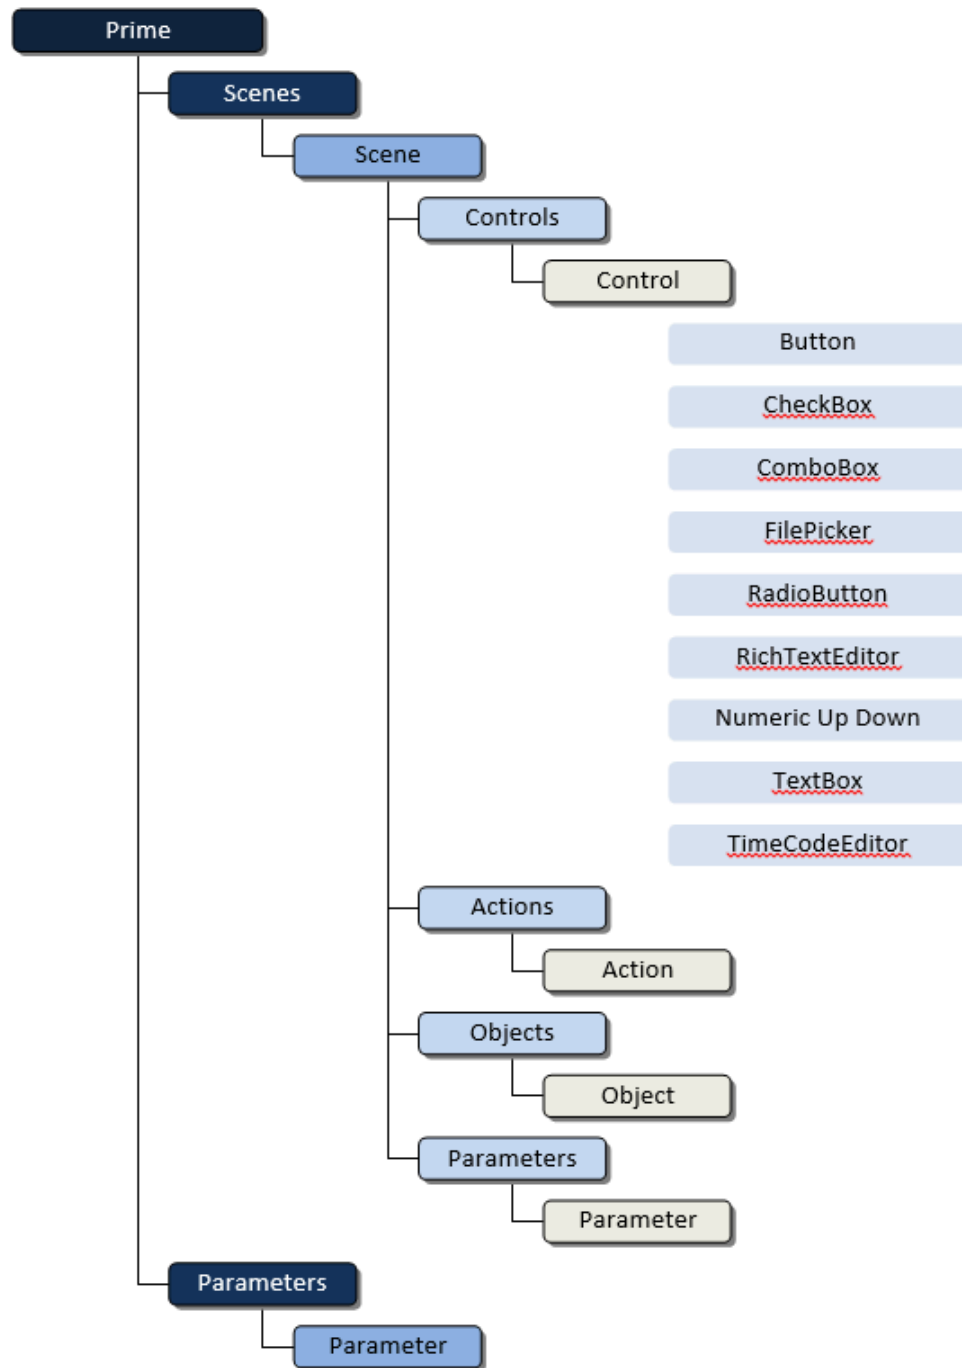 Prime
Scenes
Scene
Controls
Control
Button
CheckBox
ComboBox
FilePicker
RadioButton
RichTextEditor
Numeric Up Down
TextBox
TimeCodeEditor
Actions
Action
Objects
Object
Parameters
Parameter
Parameters
Parameter